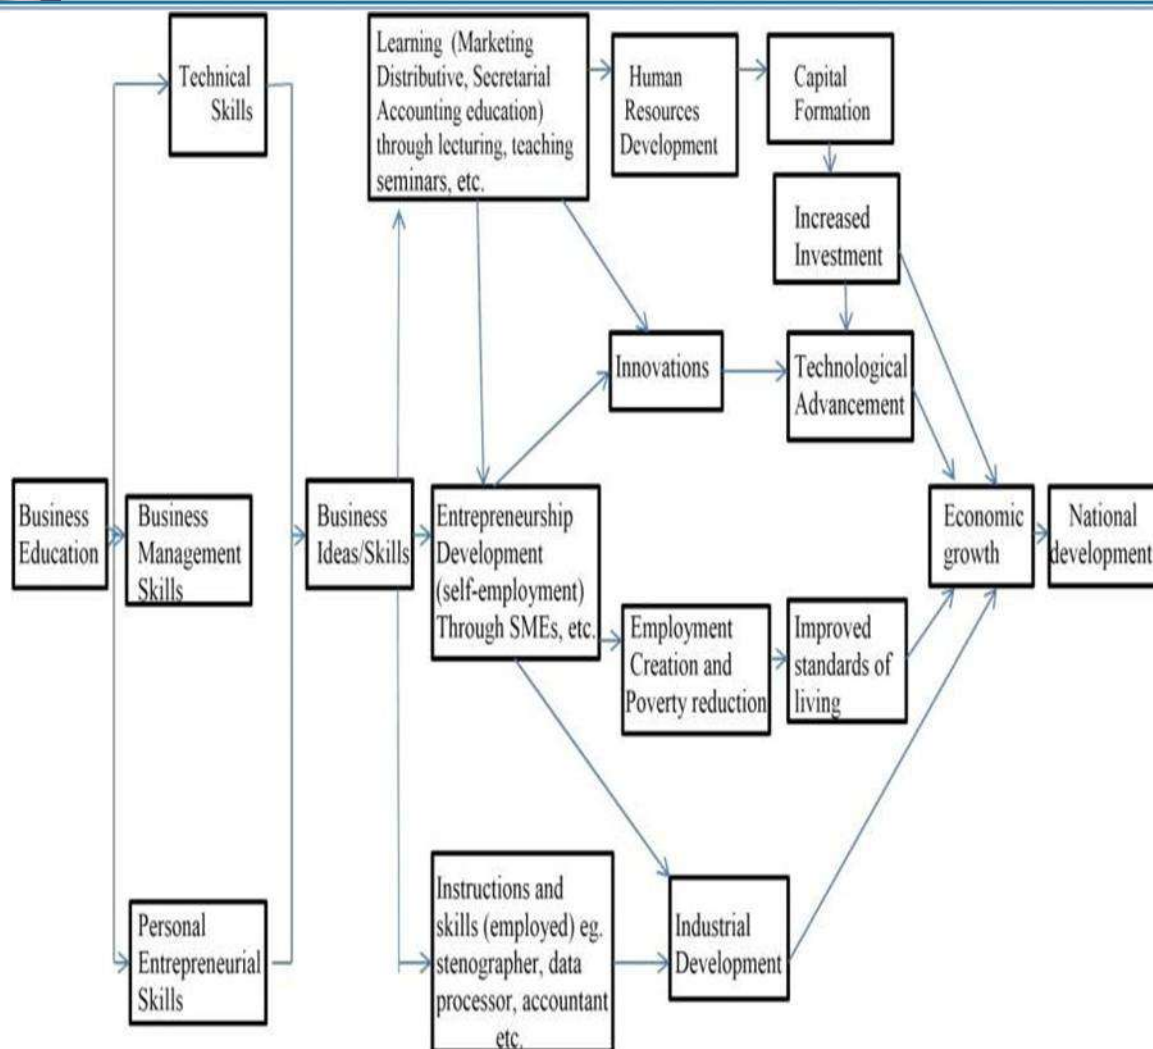 Technical
Skills
Learning (Marketing
Distributive, Secretarial
Accounting education)
through lecturing, teaching
seminars, etc.
Human
Resources
Development
Capital
Formation
Increased
Investment
Innovations
Technological
Advancement
Business
Education
Business
Management
Skills
Business
Ideas/Skills
Entrepreneurship
Development
(self-employment)
Through SMEs, etc.
Economic
growth
National
development
Employment
Creation and
Poverty reduction
Improved
standards of
living
Personal
Entrepreneurial
Skills
Instructions and
skills (employed) eg.
stenographer, data
processor, accountant
etc.
Industrial
Development